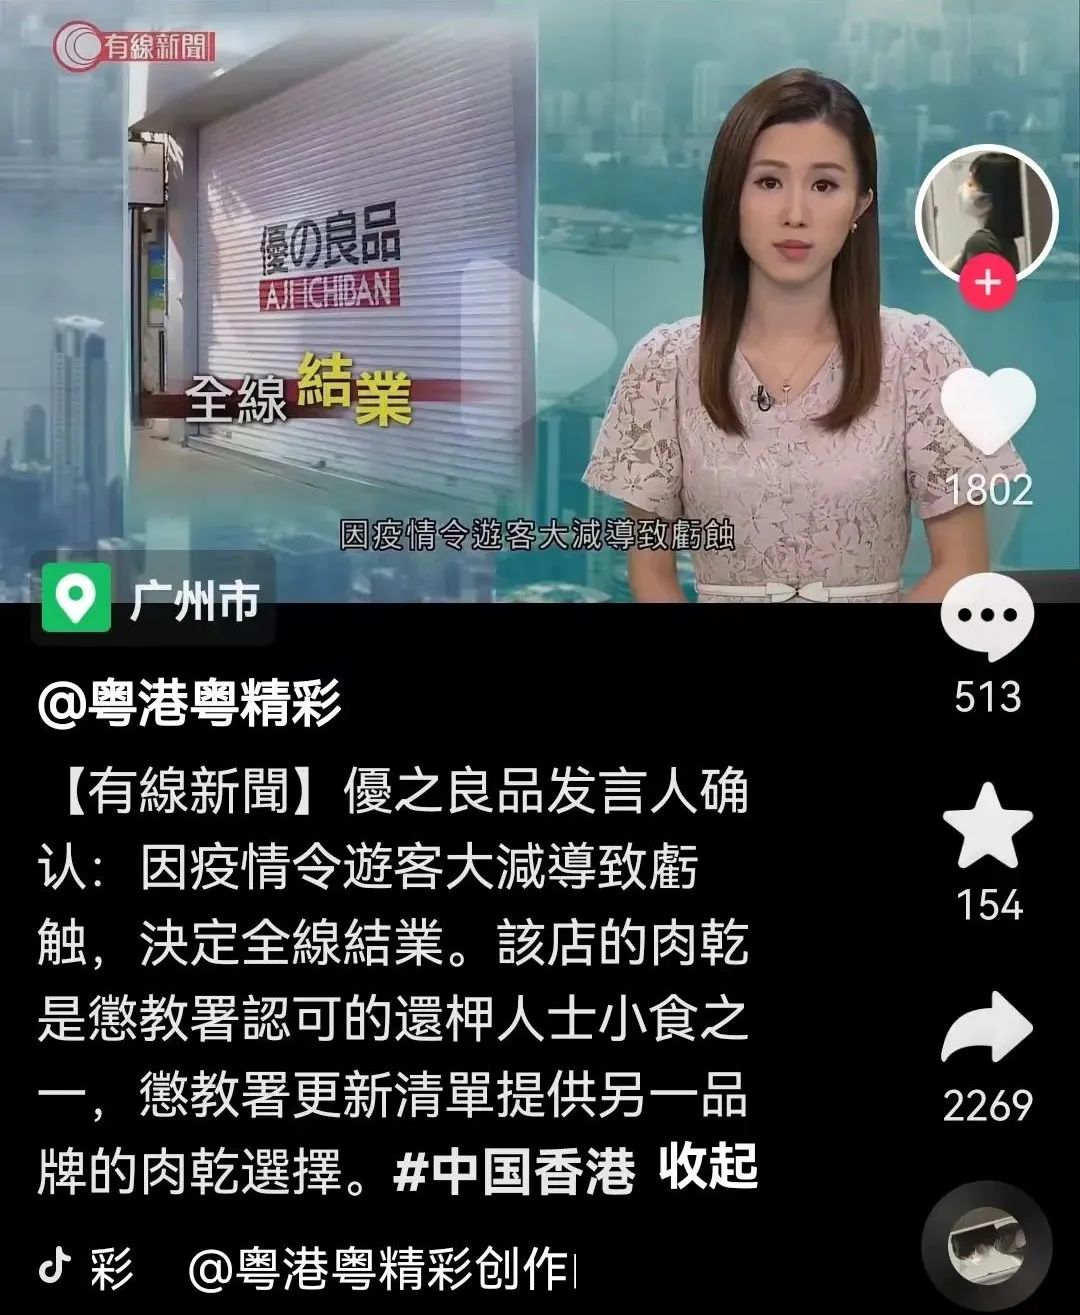 有線新聞
優の良品
AJI ICHIBAN
全線結業
因疫情令遊客大減導致虧蝕
1802
广州市
513
@粤港粤精彩
【有線新聞】優之良品发言人确
认：因疫情令遊客大減導致虧
触，決定全線結業。該店的肉乾
154
是懲教署認可的還柙人士小食之
一，懲教署更新清單提供另一品
2269
牌的肉乾選擇。#中国香港 收起
彩 @粤港粤精彩创作